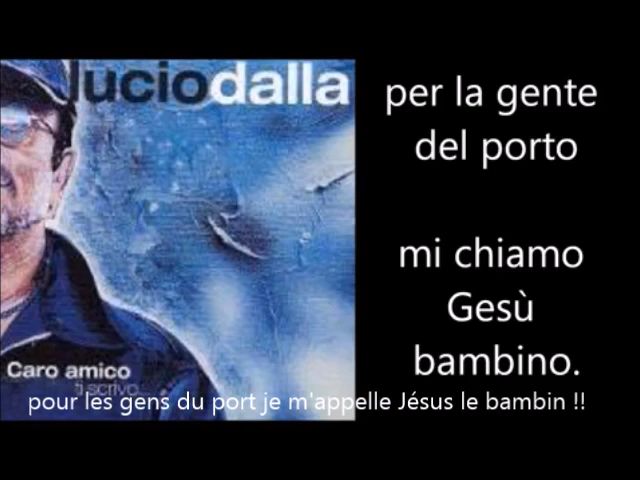 luciodalla
Caro amico
ti scrivo...
per la gente
del porto
mi chiamo
Gesù
bambino.
pour les gens du port je m'appelle Jésus le bambin !!